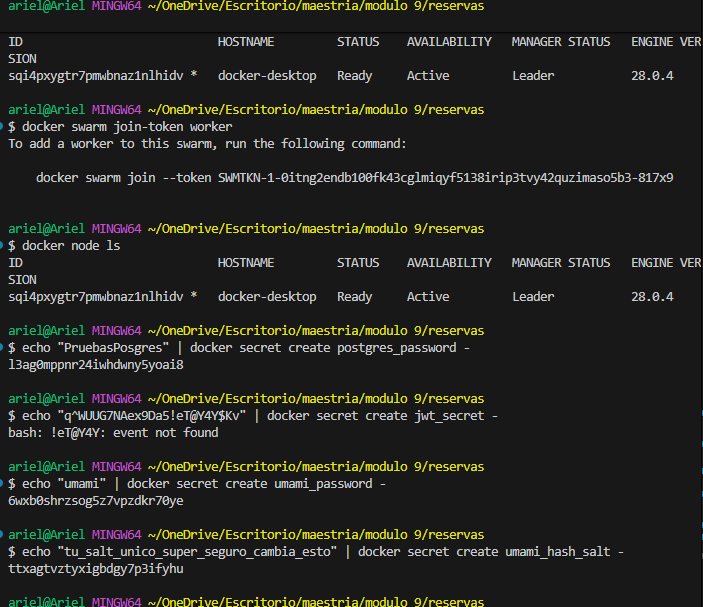 ariel@Ariel MINGW64 ~/OneDrive/Escritorio/maestria/modulo 9/reservas
ID HOSTNAME STATUS AVAILABILITY MANAGER STATUS ENGINE VER
SION
sqi4pxygtr7pmwbnaz1nlhidv * docker-desktop Ready Active Leader 28.0.4
ariel@Ariel MINGW64 ~/OneDrive/Escritorio/maestria/modulo 9/reservas
$ docker swarm join-token worker
To add a worker to this swarm, run the following command:
docker swarm join --token SWMTKN-1-0itng2endb100fk43cglmiqyf5138irip3tvy42quzimaso5b3-817x9
ariel@Ariel MINGW64 ~/OneDrive/Escritorio/maestria/modulo 9/reservas
$ docker node ls
ID HOSTNAME STATUS AVAILABILITY MANAGER STATUS ENGINE VER
SION
sqi4pxygtr7pmwbnaz1nlhidv * docker-desktop Ready Active Leader 28.0.4
ariel@Ariel MINGW64 ~/OneDrive/Escritorio/maestria/modulo 9/reservas
$ echo "PruebasPosgres" | docker secret create postgres_password -
l3ag0mppnr24iwhdwny5yoai8
ariel@Ariel MINGW64 ~/OneDrive/Escritorio/maestria/modulo 9/reservas
$ echo "q^WUUG7NAex9Da5!eT@Y4Y$Kv" | docker secret create jwt_secret -
bash: !eT@Y4Y: event not found
ariel@Ariel MINGW64 ~/OneDrive/Escritorio/maestria/modulo 9/reservas
$ echo "umami" | docker secret create umami_password -
6wxb0shrzsog5z7vpzdkr70ye
ariel@Ariel MINGW64 ~/OneDrive/Escritorio/maestria/modulo 9/reservas
$ echo "tu_salt_unico_super_seguro_cambia_esto" | docker secret create umami_hash_salt -
ttxagtvztyxigbdgy7p3ifyhu
ariel@Ariel MINGW64 ~/OneDrive/Escritorio/maestria/modulo 9/reservas